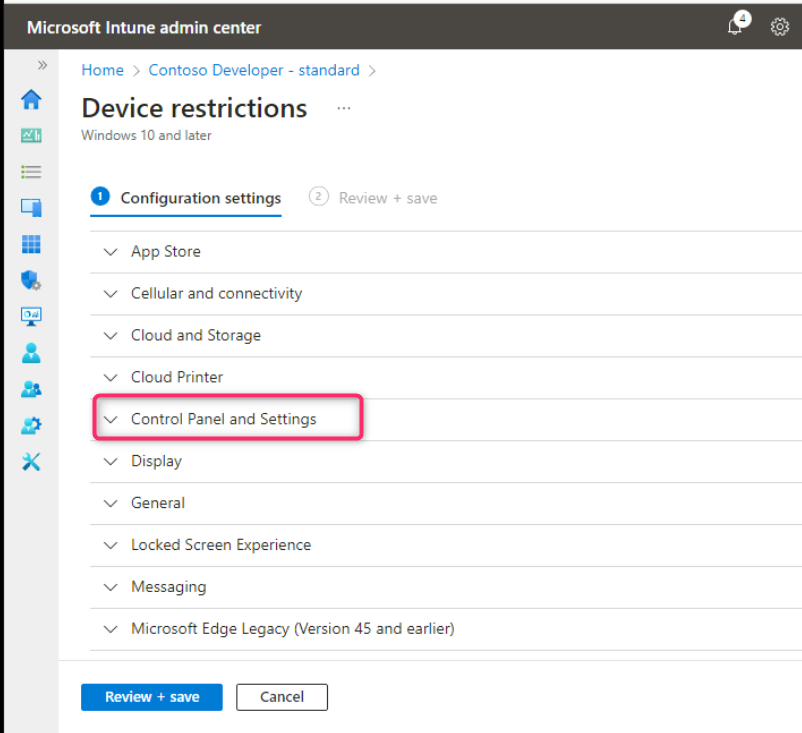 Microsoft Intune admin center
4
Home > Contoso Developer - standard >
Device restrictions ...
Windows 10 and later
1 Configuration settings 2 Review + save
App Store
Cellular and connectivity
Cloud and Storage
Cloud Printer
Control Panel and Settings
Display
General
Locked Screen Experience
Messaging
Microsoft Edge Legacy (Version 45 and earlier)
Review + save Cancel